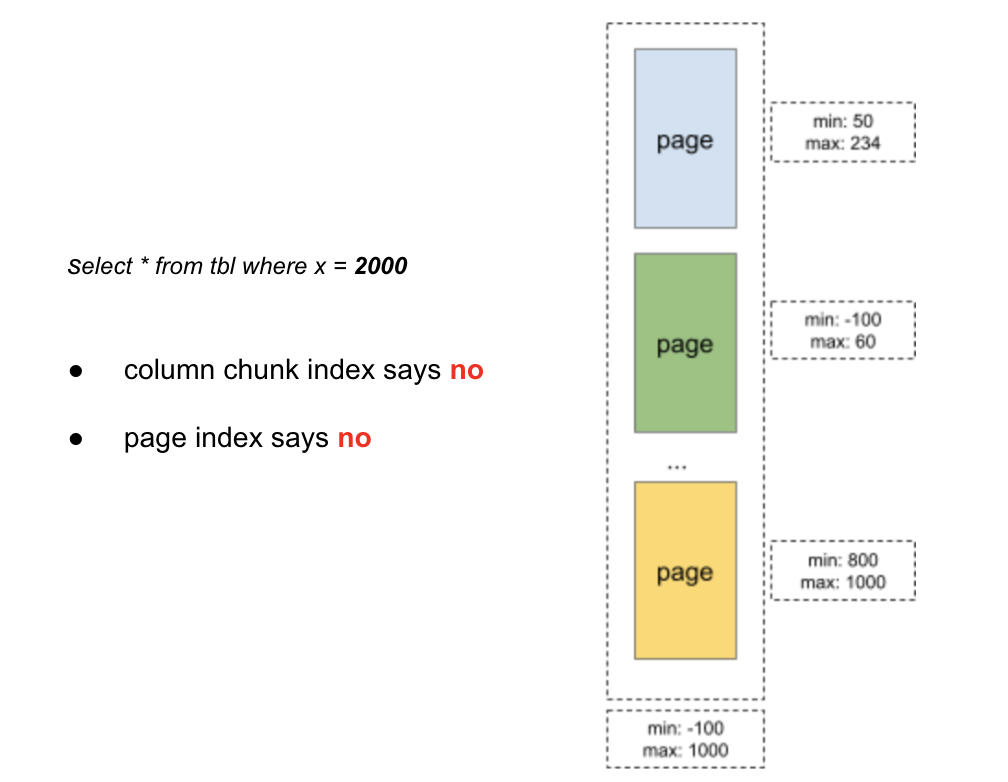 select * from tbl where x = 2000
● column chunk index says no
● page index says no
page
min: 50
max: 234
page
min: -100
max: 60
...
page
min: 800
max: 1000
min: -100
max: 1000